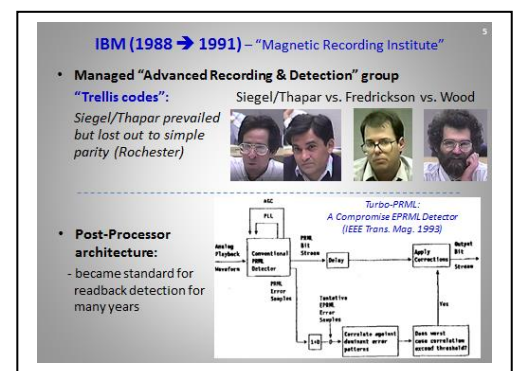 5
IBM (1988 ➔ 1991) – “Magnetic Recording Institute”
• Managed “Advanced Recording & Detection” group
“Trellis codes”:
Siegel/Thapar vs. Fredrickson vs. Wood
Siegel/Thapar prevailed
but lost out to simple
parity (Rochester)
• Post-Processor
architecture:
- became standard for
readback detection for
many years
Turbo-PRML:
A Compromise EPRML Detector
(IEEE Trans. Mag. 1993)
AGC
PLL
Analog
Playback
Waveform
Conventional
PRML
Detector
PRML
Bit
Stream
Delay
Apply
Corrections
Output
Bit
Stream
PRML
Error
Samples
Tentative
EPRML
Error
Samples
Yes
1+D
Correlate against
dominant error
patterns
Does worst
case correlation
exceed threshold?